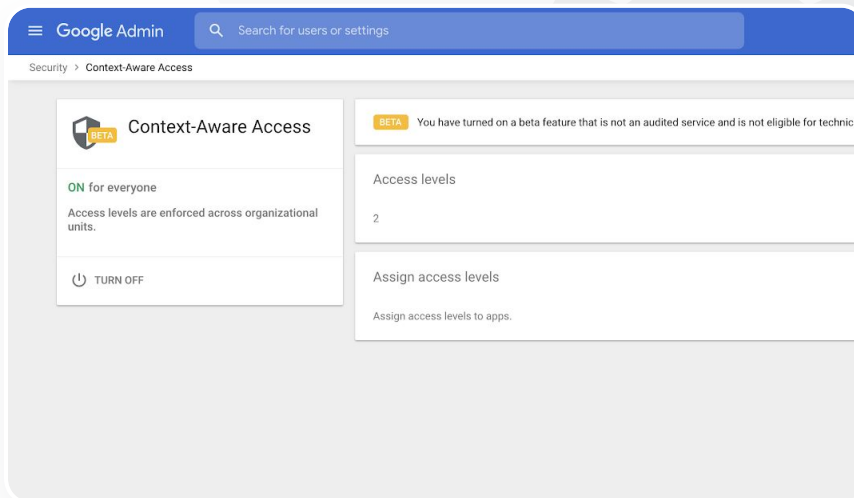 Google Admin
Search for users or settings
Security > Context-Aware Access
BETA
Context-Aware Access
ON for everyone
Access levels are enforced across organizational
units.
TURN OFF
BETA You have turned on a beta feature that is not an audited service and is not eligible for technic
Access levels
2
Assign access levels
Assign access levels to apps.